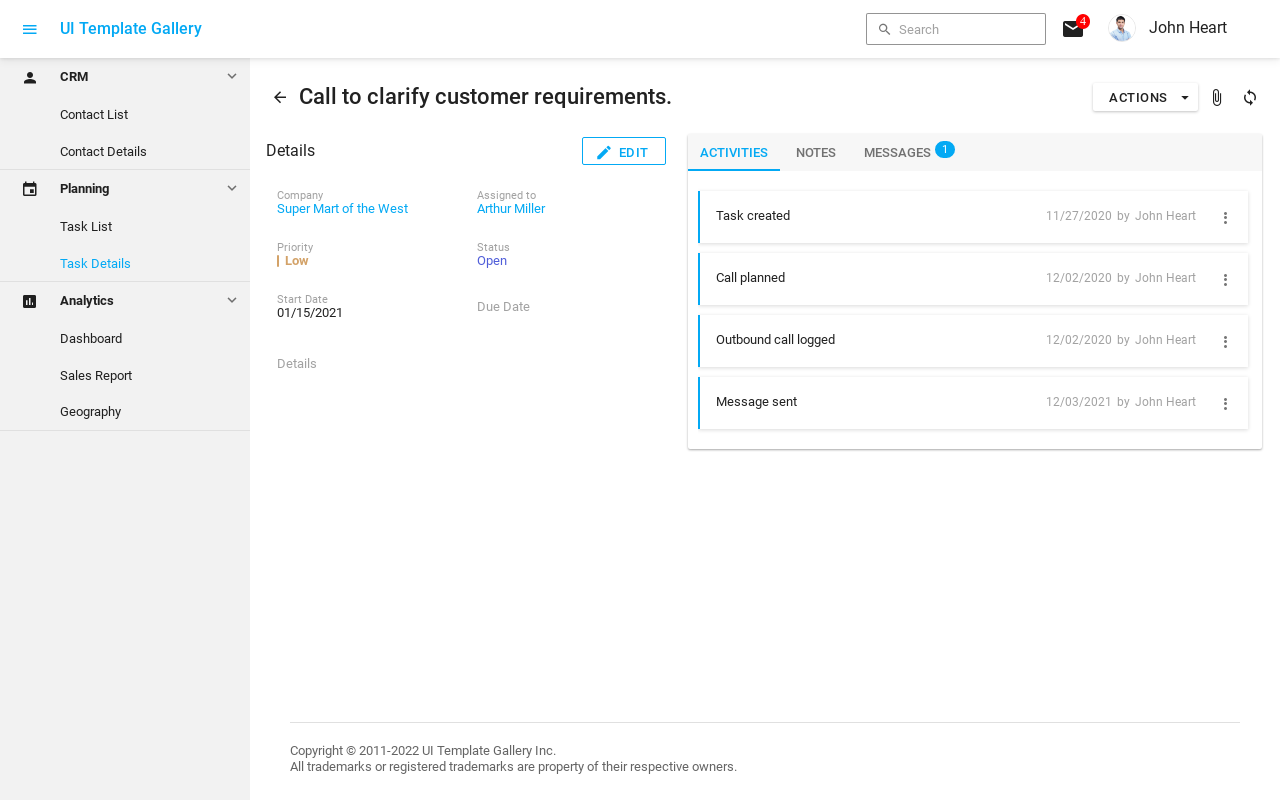 UI Template Gallery
Search
4
John Heart
CRM
Contact List
Contact Details
Planning
Task List
Task Details
Analytics
Dashboard
Sales Report
Geography
Call to clarify customer requirements.
ACTIONS
Details
EDIT
Company
Super Mart of the West
Assigned to
Arthur Miller
Priority
Low
Status
Open
Start Date
01/15/2021
Due Date
Details
ACTIVITIES
NOTES
MESSAGES 1
Task created 11/27/2020 by John Heart
Call planned 12/02/2020 by John Heart
Outbound call logged 12/02/2020 by John Heart
Message sent 12/03/2021 by John Heart
Copyright © 2011-2022 UI Template Gallery Inc.
All trademarks or registered trademarks are property of their respective owners.